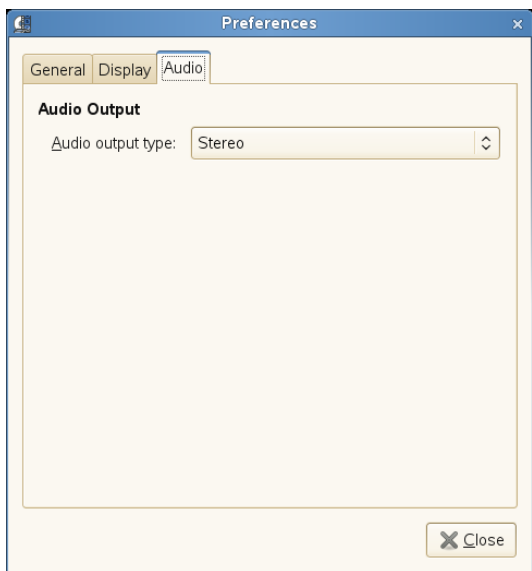 Preferences
General Display Audio
Audio Output
Audio output type: Stereo
Close